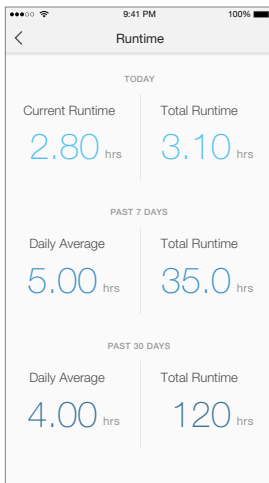 9:41 PM 100%
Runtime
TODAY
Current Runtime Total Runtime
2.80 hrs 3.10 hrs
PAST 7 DAYS
Daily Average Total Runtime
5.00 hrs 35.0 hrs
PAST 30 DAYS
Daily Average Total Runtime
4.00 hrs 120 hrs